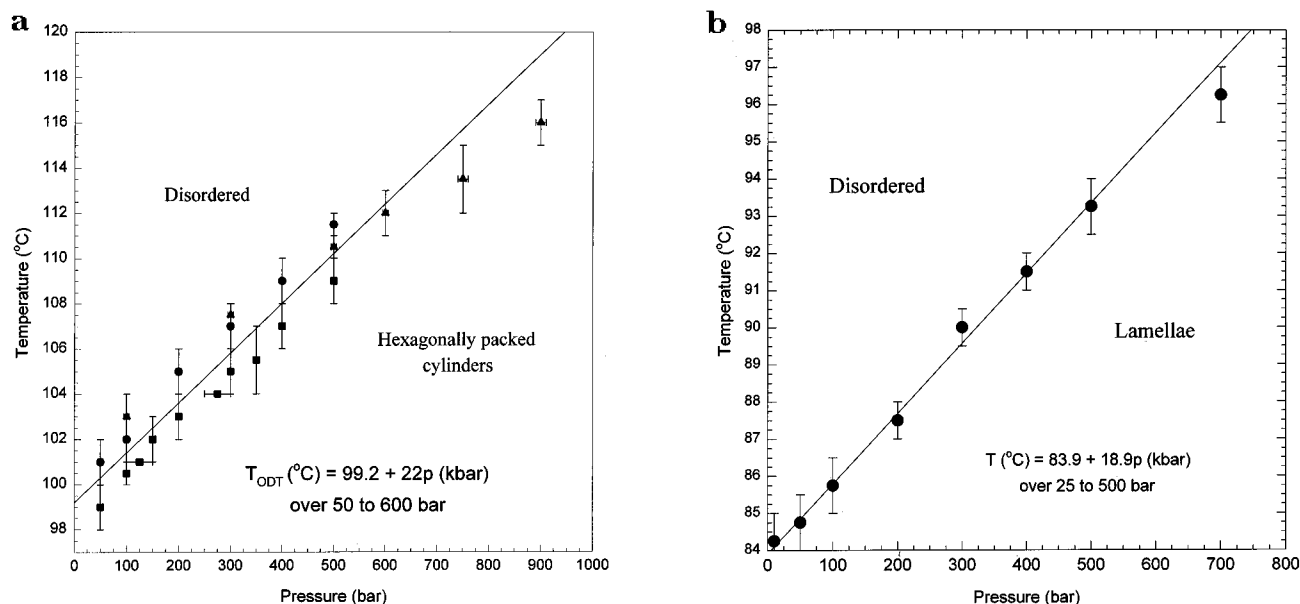 a
120
118
116
114
112
110
108
106
104
102
100
98
Temperature (°C)
Disordered
Hexagonally packed
cylinders
T_ODT (°C) = 99.2 + 22p (kbar)
over 50 to 600 bar
0 100 200 300 400 500 600 700 800 900 1000
Pressure (bar)
b
98
97
96
95
94
93
92
91
90
89
88
87
86
85
84
Temperature (°C)
Disordered
Lamellae
T (°C) = 83.9 + 18.9p (kbar)
over 25 to 500 bar
0 100 200 300 400 500 600 700 800
Pressure (bar)